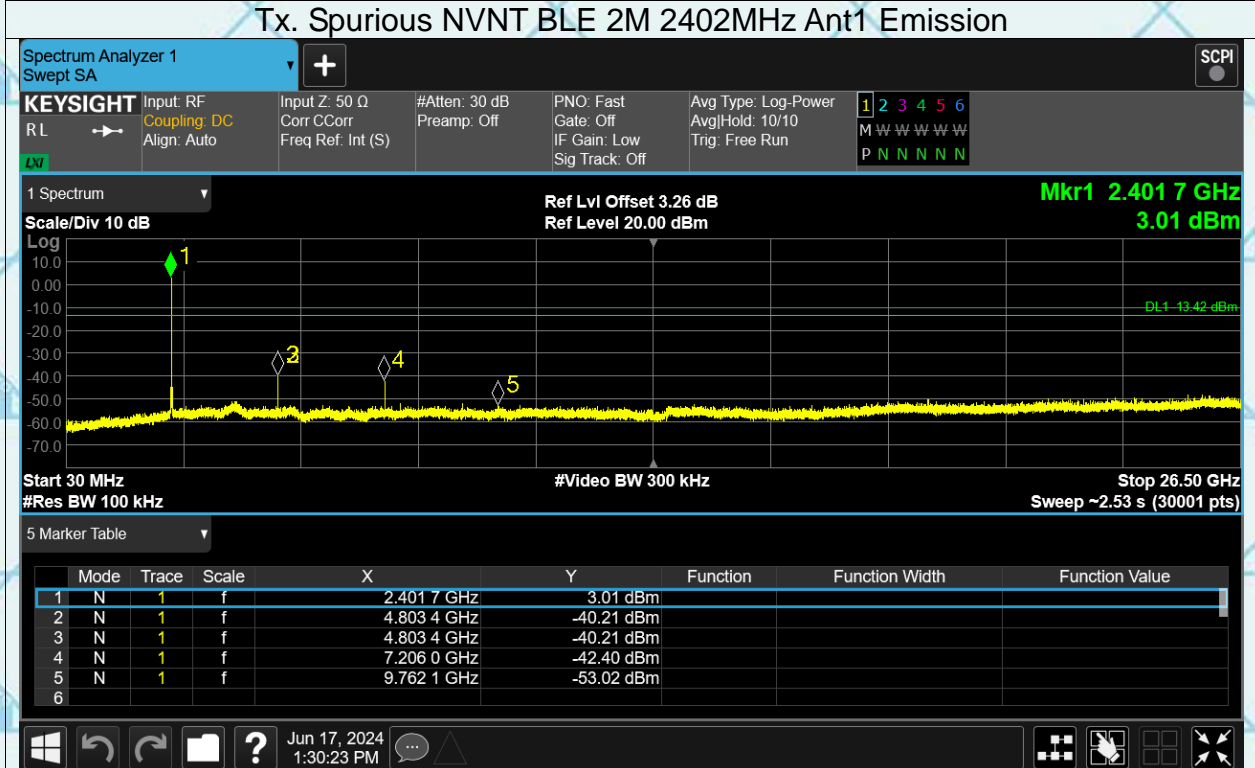 Tx. Spurious NVNT BLE 2M 2402MHz Ant1 Emission
Spectrum Analyzer 1
Swept SA
SCPI
KEYSIGHT
R L
LXI
Input: RF
Coupling: DC
Align: Auto
Input Z: 50 Ω
Corr CCorr
Freq Ref: Int (S)
#Atten: 30 dB
Preamp: Off
PNO: Fast
Gate: Off
IF Gain: Low
Sig Track: Off
Avg Type: Log-Power
Avg|Hold: 10/10
Trig: Free Run
1 2 3 4 5 6
M W W W W W
P N N N N N
1 Spectrum
Scale/Div 10 dB
Ref Lvl Offset 3.26 dB
Ref Level 20.00 dBm
Mkr1 2.401 7 GHz
3.01 dBm
Log
10.0
0.00
-10.0
-20.0
-30.0
-40.0
-50.0
-60.0
-70.0
1
3
4
5
DL1 -13.42 dBm
Start 30 MHz
#Video BW 300 kHz
Stop 26.50 GHz
#Res BW 100 kHz
Sweep ~2.53 s (30001 pts)
5 Marker Table
Mode Trace Scale X Y Function Function Width Function Value
1 N 1 f 2.401 7 GHz 3.01 dBm
2 N 1 f 4.803 4 GHz -40.21 dBm
3 N 1 f 4.803 4 GHz -40.21 dBm
4 N 1 f 7.206 0 GHz -42.40 dBm
5 N 1 f 9.762 1 GHz -53.02 dBm
6
?
Jun 17, 2024
1:30:23 PM